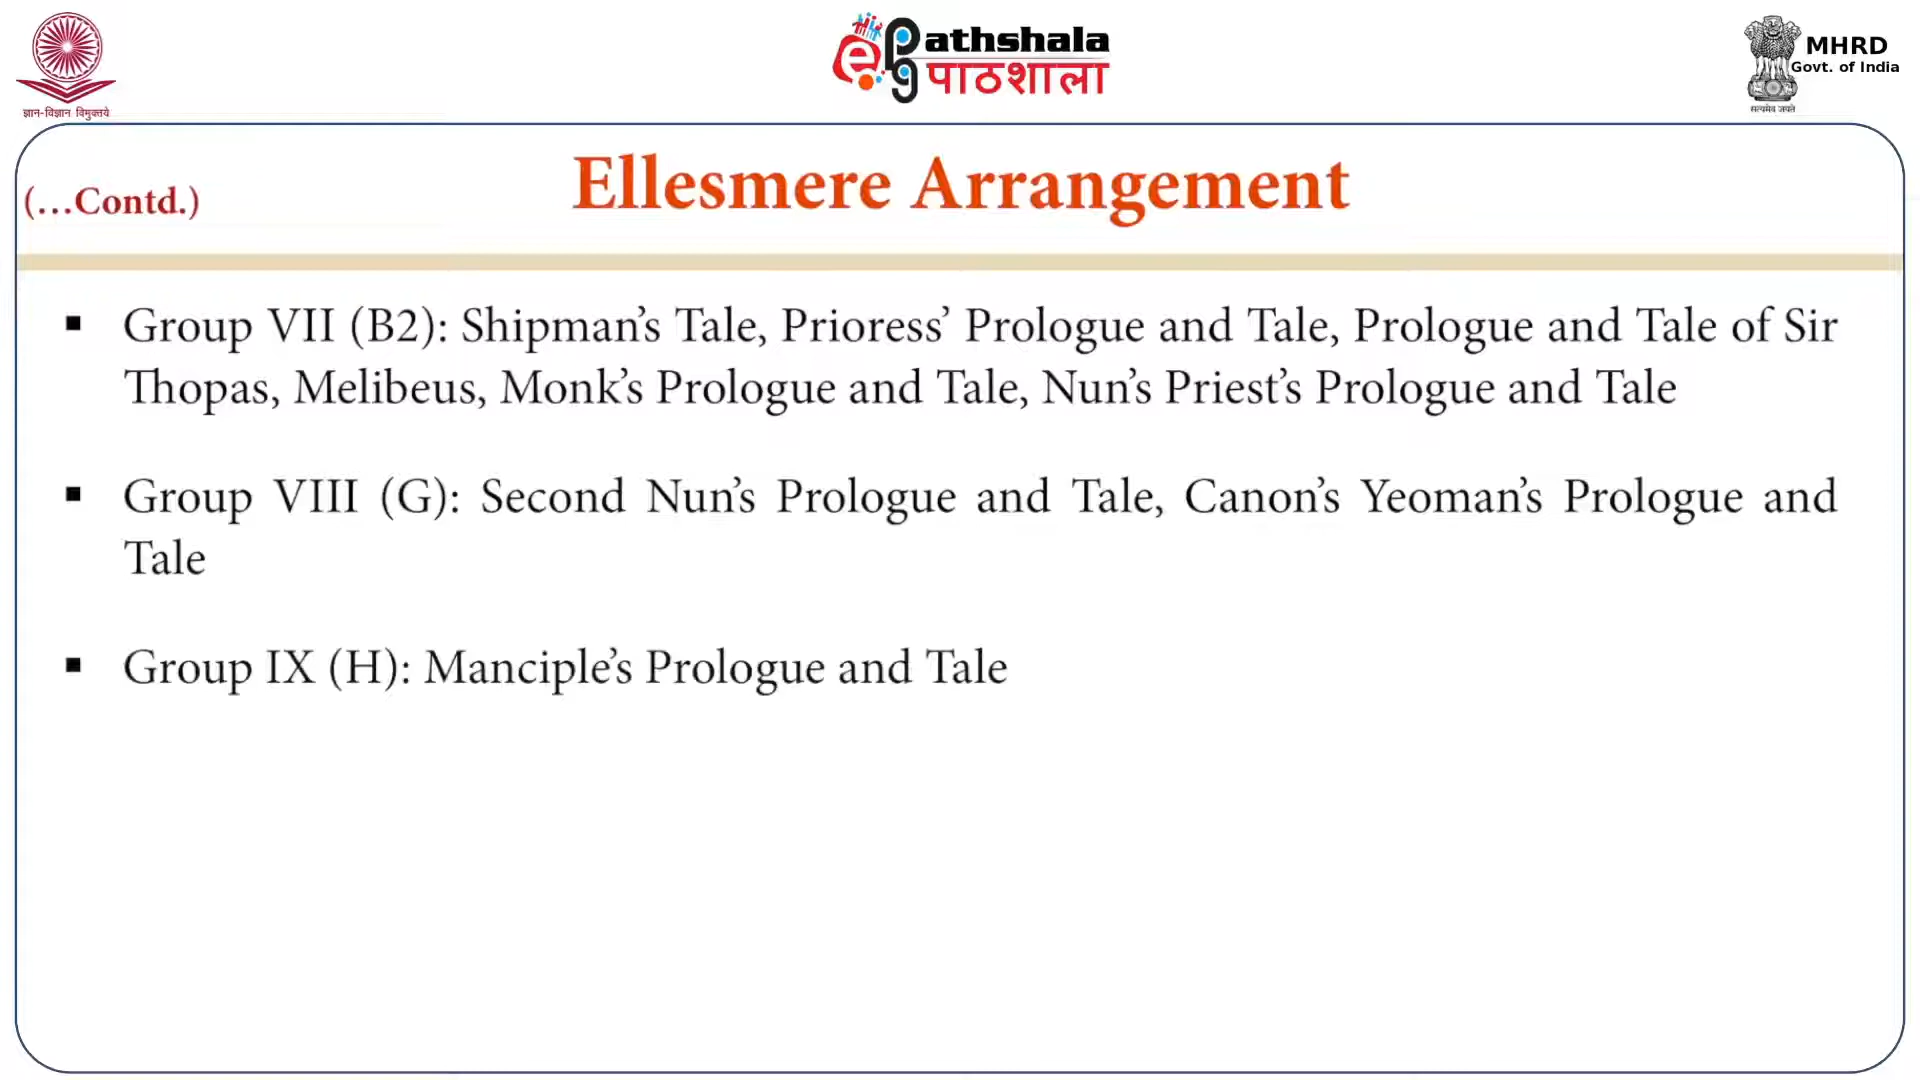 ज्ञान-विज्ञान विमुक्तये
e
Pathshala
पाठशाला
pg
सत्यमेव जयते
MHRD
Govt. of India
(…Contd.)
Ellesmere Arrangement
▪ Group VII (B2): Shipman’s Tale, Prioress’ Prologue and Tale, Prologue and Tale of Sir
Thopas, Melibeus, Monk’s Prologue and Tale, Nun’s Priest’s Prologue and Tale
▪ Group VIII (G): Second Nun’s Prologue and Tale, Canon’s Yeoman’s Prologue and
Tale
▪ Group IX (H): Manciple’s Prologue and Tale